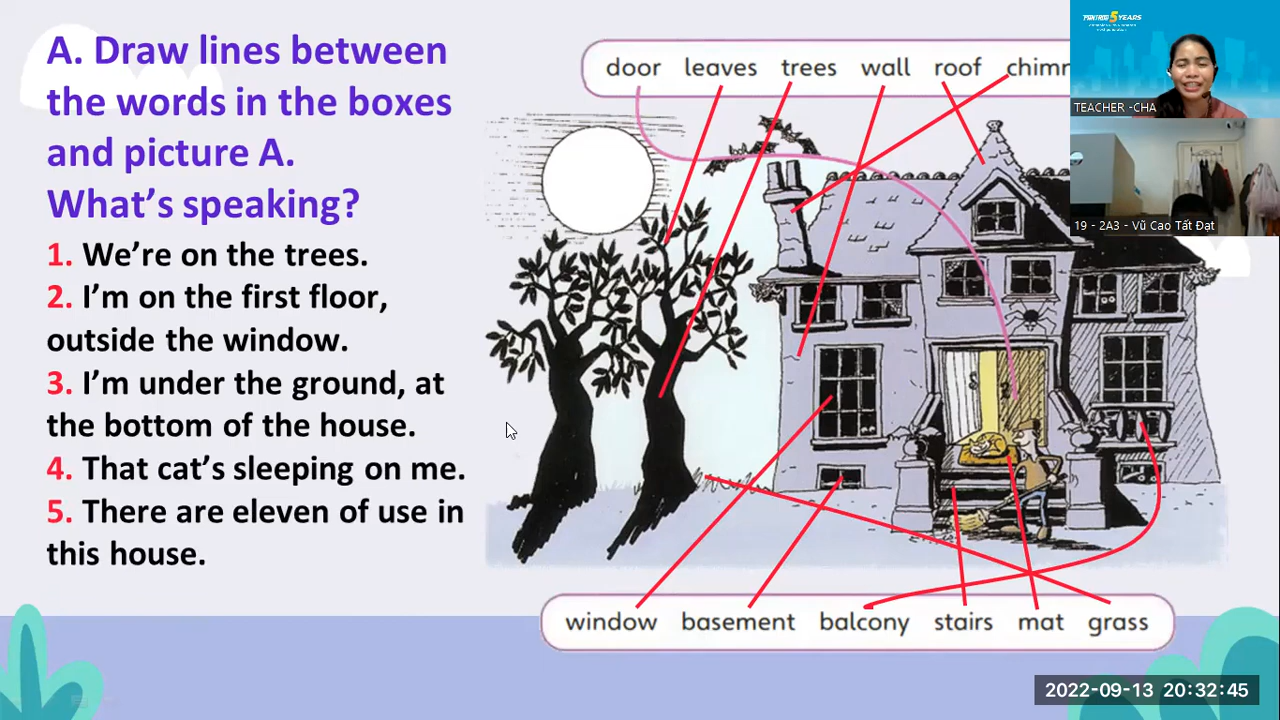 A. Draw lines between
the words in the boxes
and picture A.
What's speaking?
1. We're on the trees.
2. I'm on the first floor,
outside the window.
3. I'm under the ground, at
the bottom of the house.
4. That cat's sleeping on me.
5. There are eleven of use in
this house.
door leaves trees wall roof chimn
window basement balcony stairs mat grass
5 YEARS
TEACHER -CHA
19 - 2A3 - Vũ Cao Tất Đạt
2022-09-13 20:32:45